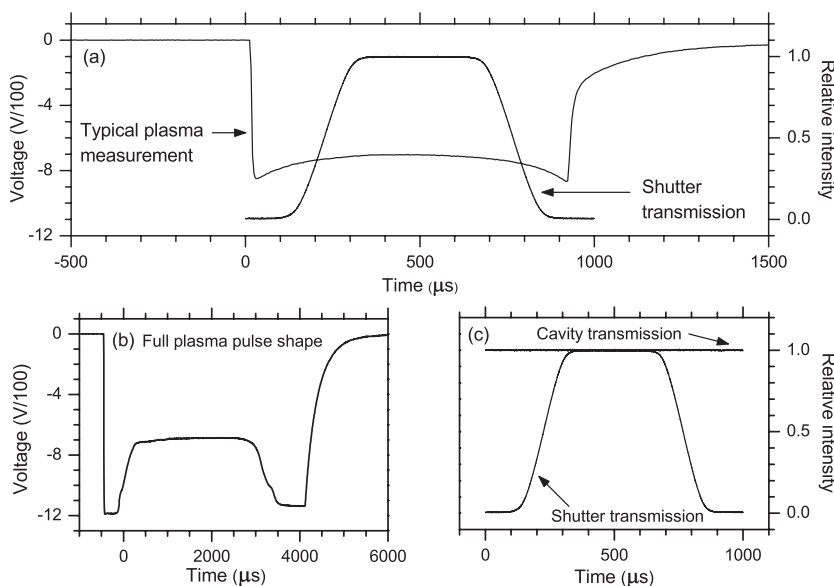 (a)
0
-4
-8
-12
Voltage (V/100)
Typical plasma
measurement
Shutter
transmission
1.0
0.5
0.0
Relative intensity
-500
0
500
1000
1500
Time (μs)
(b) Full plasma pulse shape
0
-4
-8
-12
Voltage (V/100)
0
2000
4000
6000
Time (μs)
(c)
Cavity transmission
Shutter transmission
1.0
0.5
0.0
Relative intensity
0
500
1000
Time (μs)